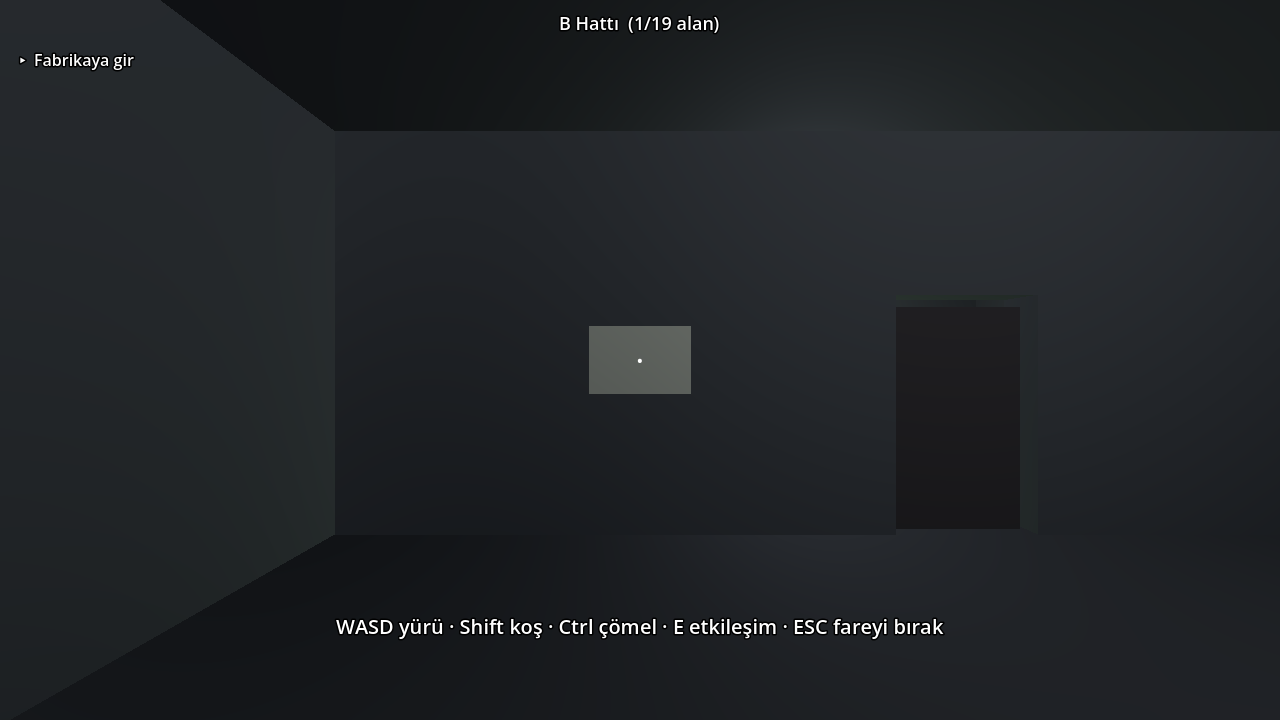 B Hattı (1/19 alan)
▸ Fabrikaya gir
WASD yürü · Shift koş · Ctrl çömel · E etkileşim · ESC fareyi bırak